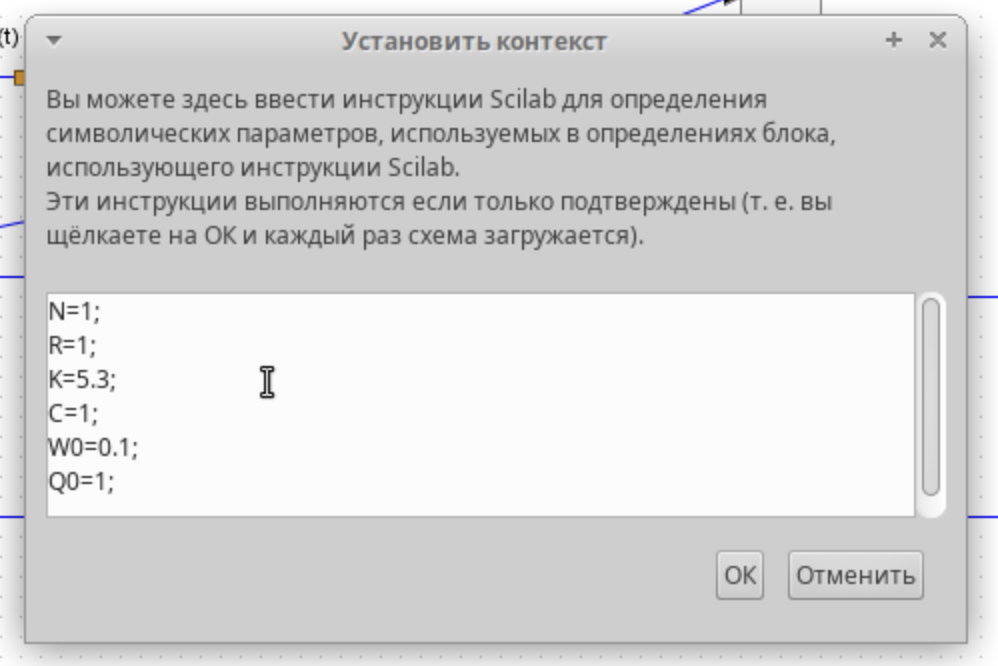 (t)
Установить контекст
Вы можете здесь ввести инструкции Scilab для определения
символических параметров, используемых в определениях блока,
использующего инструкции Scilab.
Эти инструкции выполняются если только подтверждены (т. е. вы
щёлкаете на ОК и каждый раз схема загружается).
N=1;
R=1;
K=5.3;
C=1;
W0=0.1;
Q0=1;
ОК Отменить